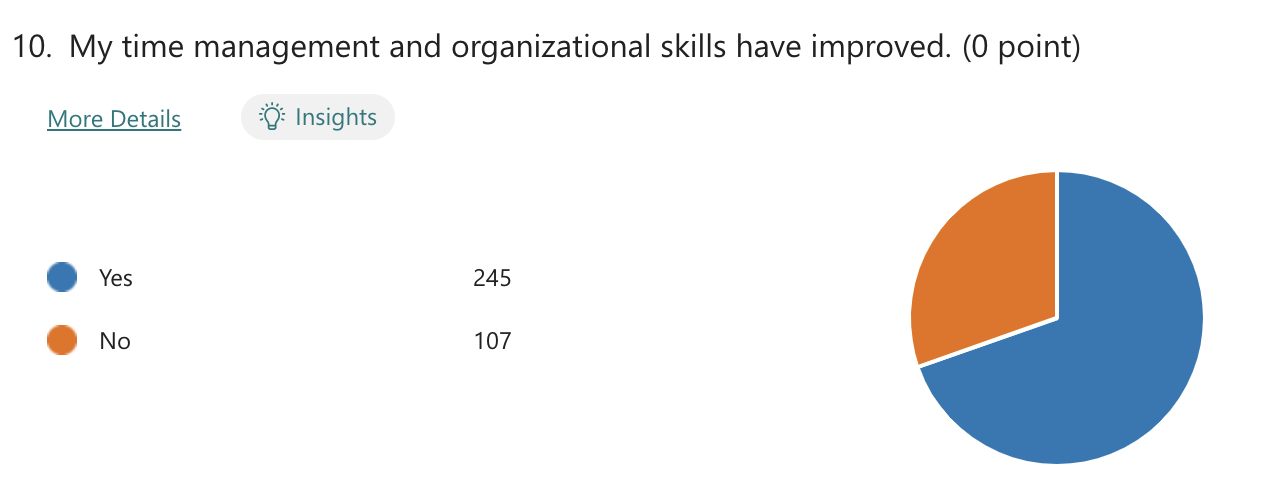 10. My time management and organizational skills have improved. (0 point)
More Details Insights
Yes 245
No 107